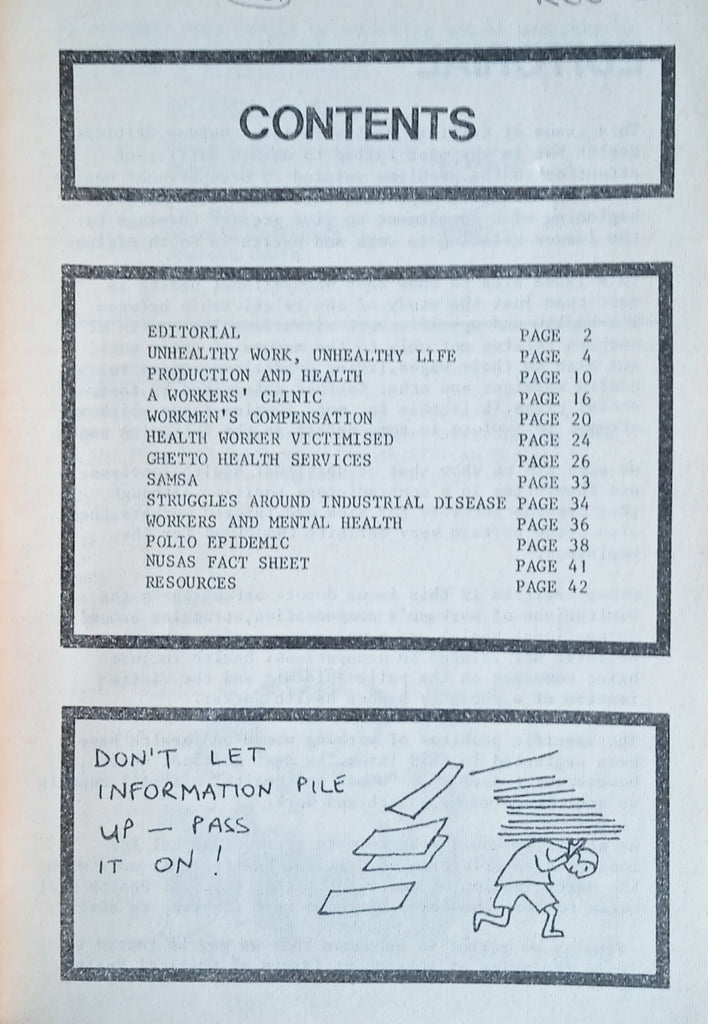 CONTENTS
EDITORIAL PAGE 2
UNHEALTHY WORK, UNHEALTHY LIFE PAGE 4
PRODUCTION AND HEALTH PAGE 10
A WORKERS' CLINIC PAGE 16
WORKMEN'S COMPENSATION PAGE 20
HEALTH WORKER VICTIMISED PAGE 24
GHETTO HEALTH SERVICES PAGE 26
SAMSA PAGE 33
STRUGGLES AROUND INDUSTRIAL DISEASE PAGE 34
WORKERS AND MENTAL HEALTH PAGE 36
POLIO EPIDEMIC PAGE 38
NUSAS FACT SHEET PAGE 41
RESOURCES PAGE 42
DON'T LET
INFORMATION PILE
UP — PASS
IT ON!